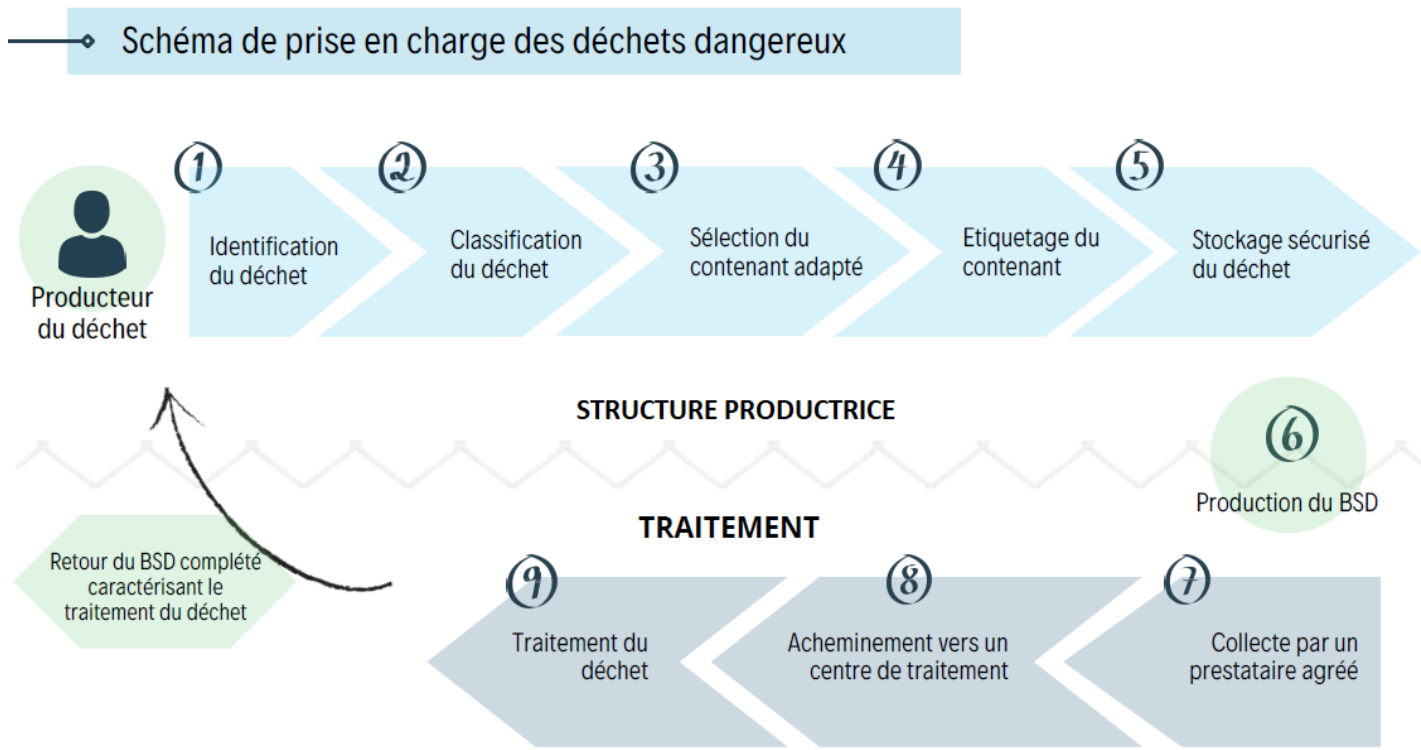 Schéma de prise en charge des déchets dangereux
Producteur
du déchet
1
Identification
du déchet
2
Classification
du déchet
3
Sélection du
contenant adapté
4
Etiquetage du
contenant
5
Stockage sécurisé
du déchet
STRUCTURE PRODUCTRICE
6
Production du BSD
TRAITEMENT
7
Collecte par un
prestataire agréé
8
Acheminement vers un
centre de traitement
9
Traitement du
déchet
Retour du BSD complété
caractérisant le
traitement du déchet